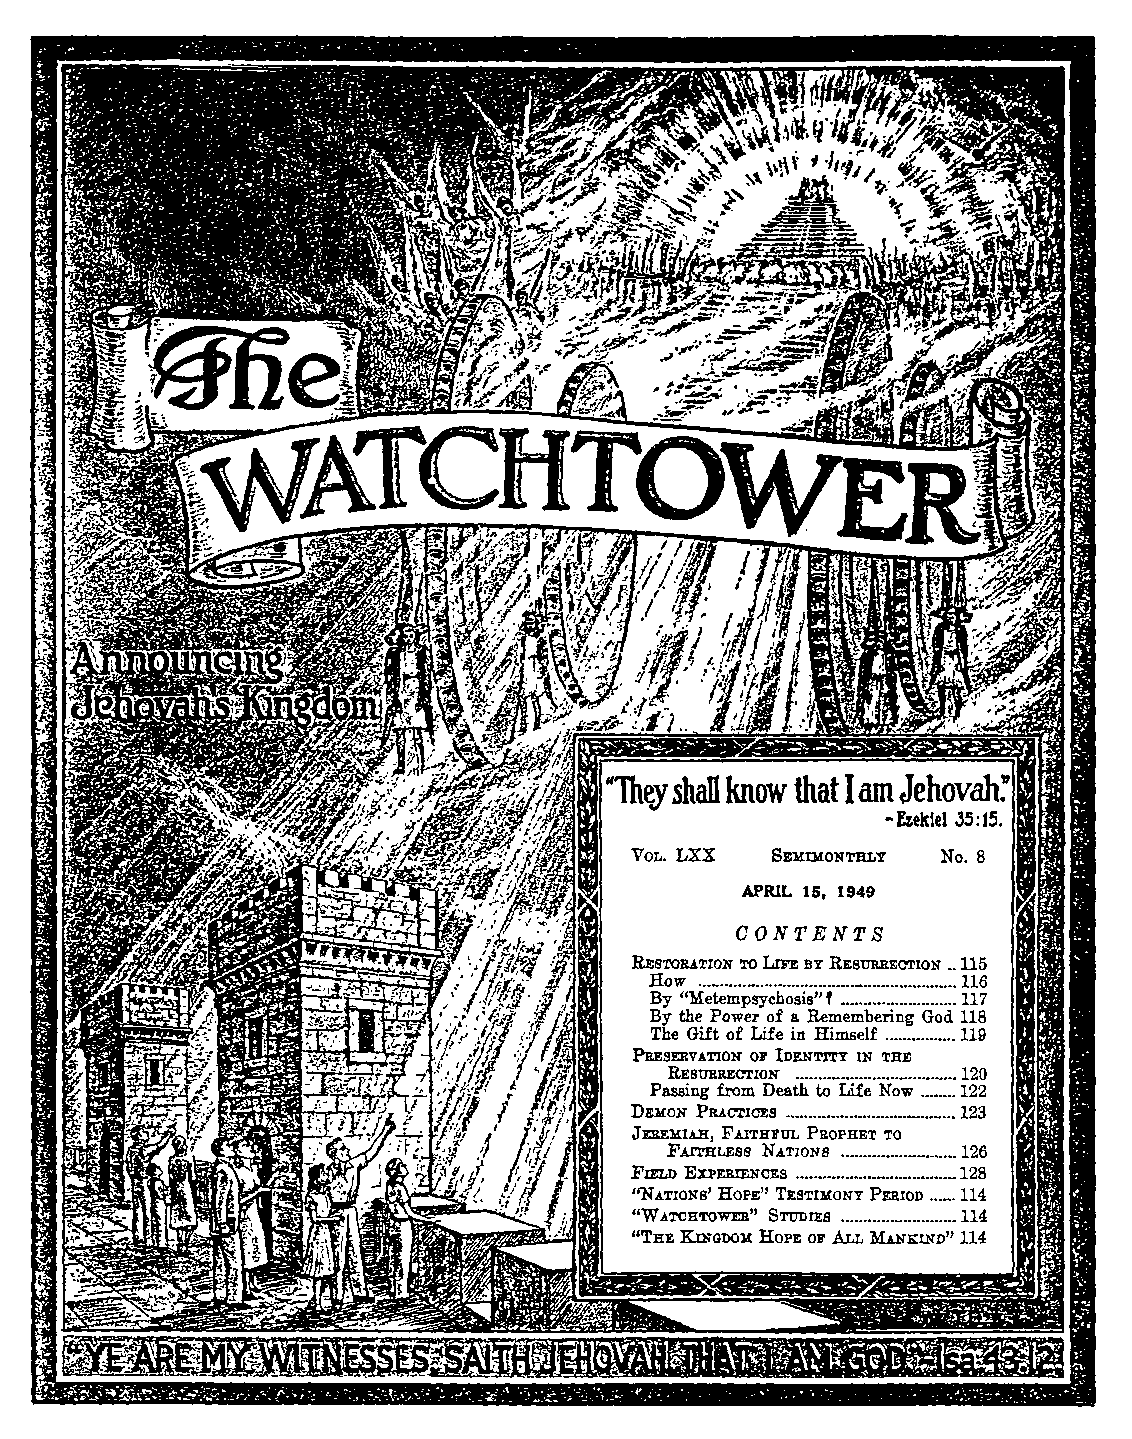 The
WATCHTOWER
Announcing
Jehovah's Kingdom
"They shall know that I am Jehovah."
-Ezekiel 35:15.
VOL. LXX SEMIMONTHLY No. 8
APRIL 15, 1949
CONTENTS
RESTORATION TO LIFE BY RESURRECTION .. 115
How ........ 116
By "Metempsychosis"? ........ 117
By the Power of a Remembering God 118
The Gift of Life in Himself ........ 119
PRESERVATION OF IDENTITY IN THE
RESURRECTION ........ 120
Passing from Death to Life Now ........ 122
DEMON PRACTICES ........ 123
JEREMIAH, FAITHFUL PROPHET TO
FAITHLESS NATIONS ........ 126
FIELD EXPERIENCES ........ 128
"NATIONS' HOPE" TESTIMONY PERIOD ...... 114
"WATCHTOWER" STUDIES ........ 114
"THE KINGDOM HOPE OF ALL MANKIND" 114
"YE ARE MY WITNESSES, SAITH JEHOVAH, THAT I AM GOD."-Isa. 43:12